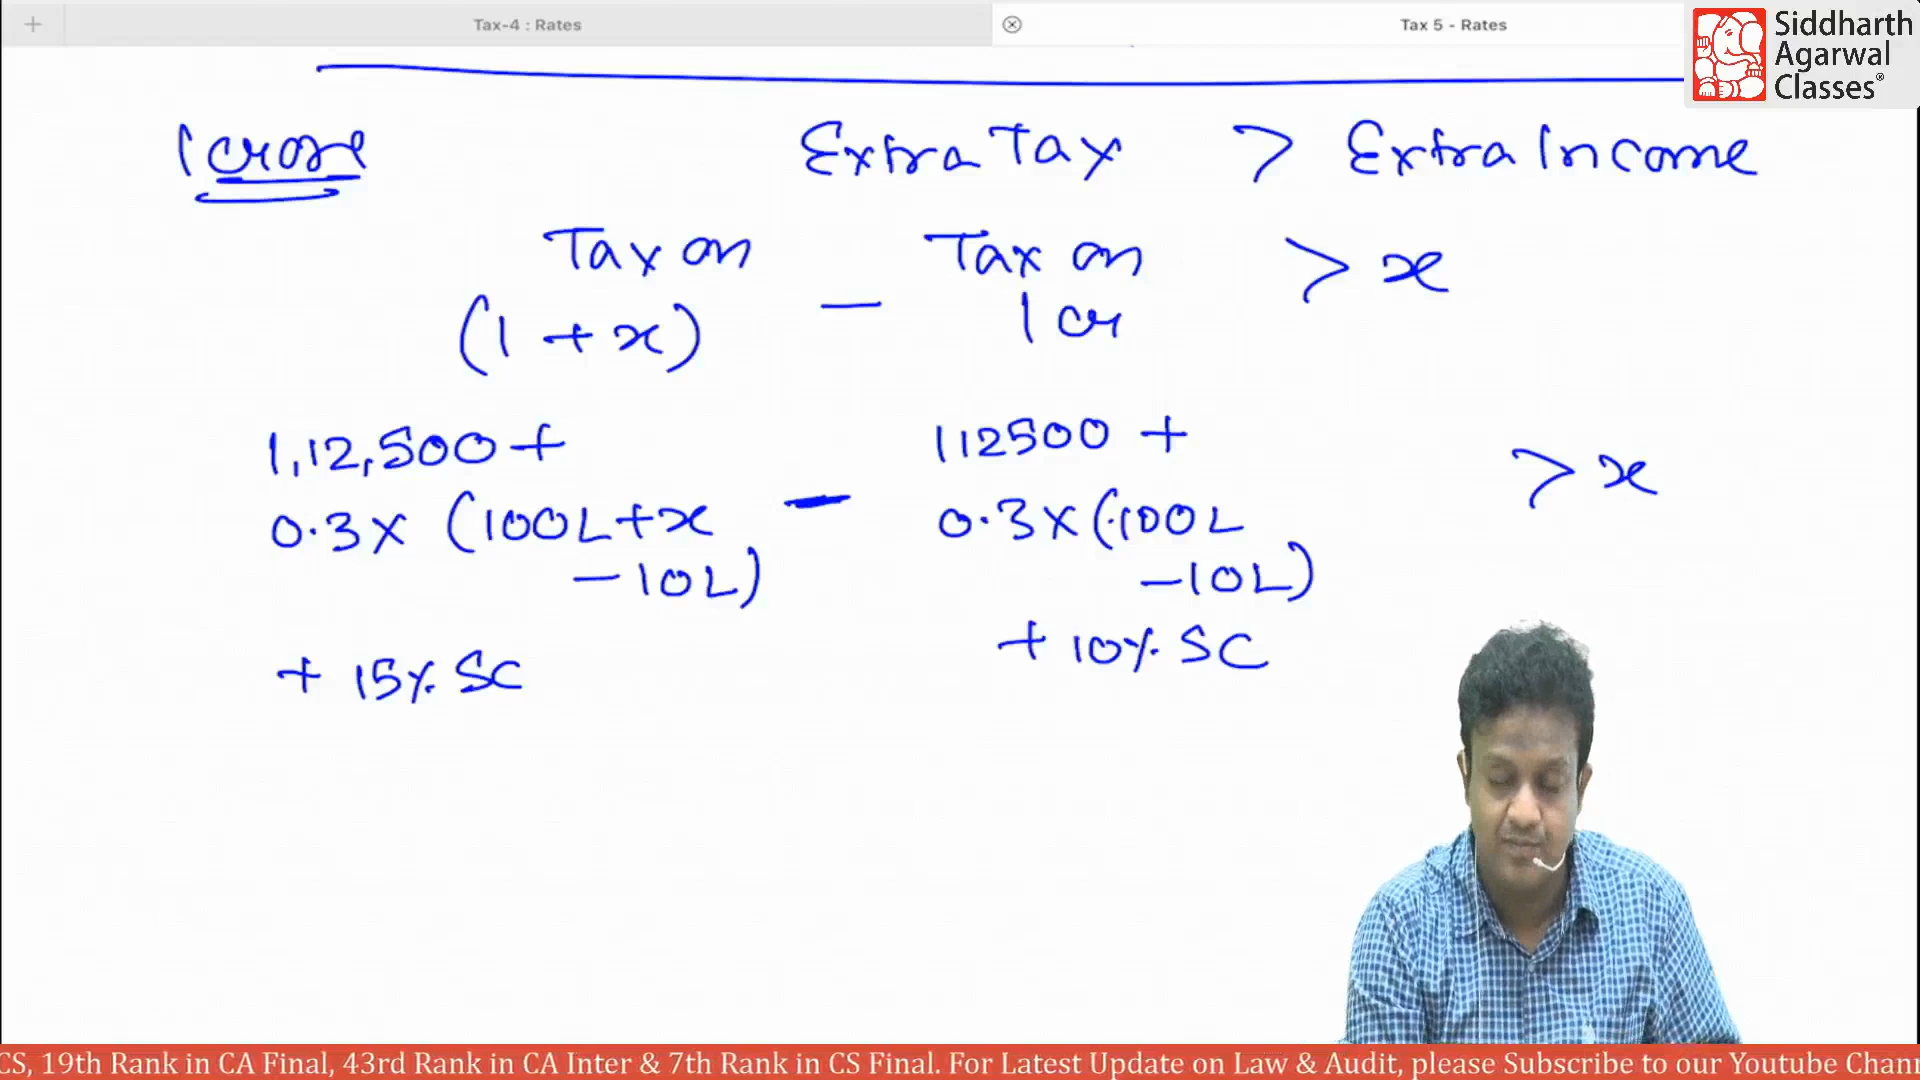 Tax-4 : Rates
Tax 5 - Rates
Siddharth
Agarwal
Classes®
1 crore
Extra Tax > Extra Income
Tax on (1 + x) - Tax on 1 cr > x
1,12,500 +
0.3 x (100L + x
- 10L)
+ 15% SC
-
112500 +
0.3 x (100L
- 10L)
+ 10% SC
> x
CS, 19th Rank in CA Final, 43rd Rank in CA Inter & 7th Rank in CS Final. For Latest Update on Law & Audit, please Subscribe to our Youtube Chann